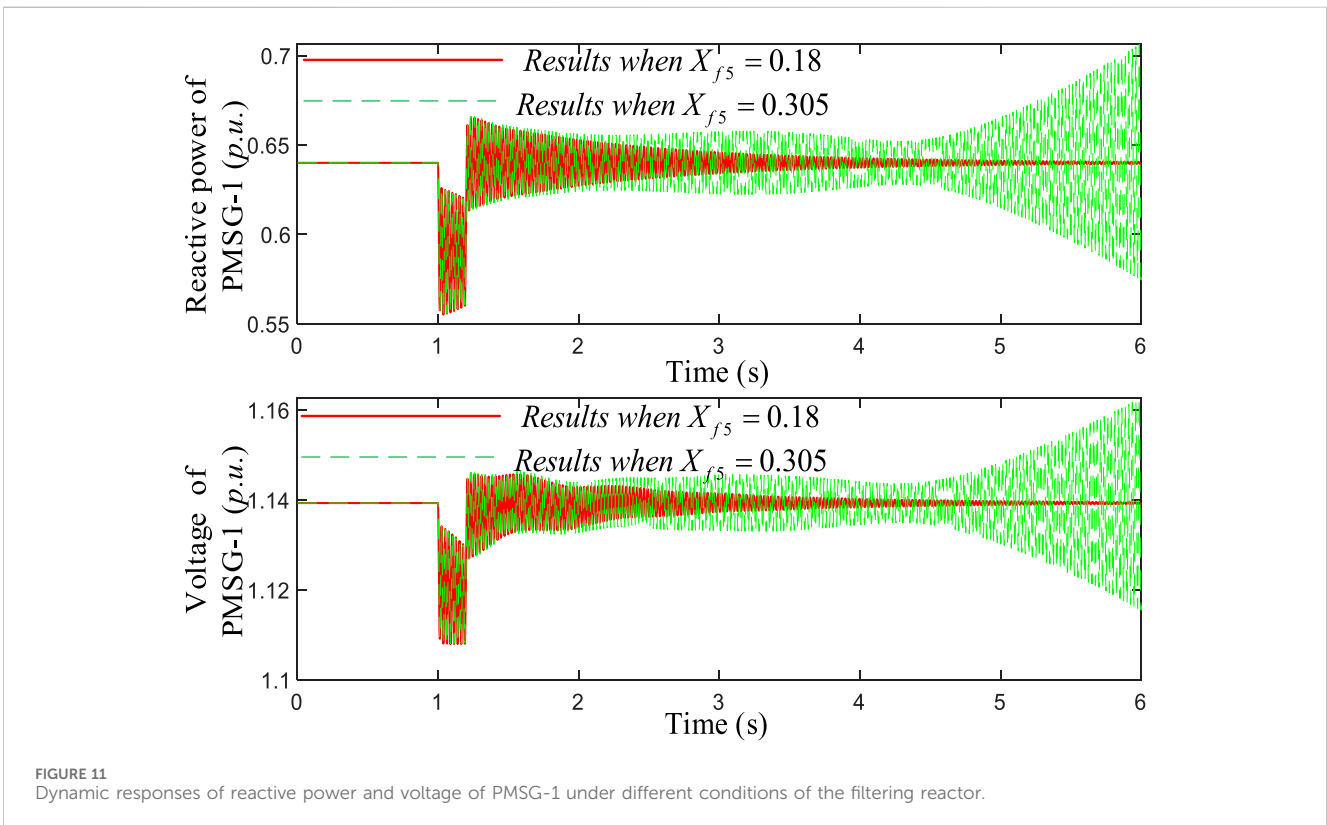 0.7
0.65
0.6
0.55
Reactive power of
PMSG-1 (p.u.)
Results when X_f5 = 0.18
Results when X_f5 = 0.305
0 1 2 3 4 5 6
Time (s)
1.16
1.14
1.12
1.1
Voltage of
PMSG-1 (p.u.)
Results when X_f5 = 0.18
Results when X_f5 = 0.305
0 1 2 3 4 5 6
Time (s)
FIGURE 11
Dynamic responses of reactive power and voltage of PMSG-1 under different conditions of the filtering reactor.